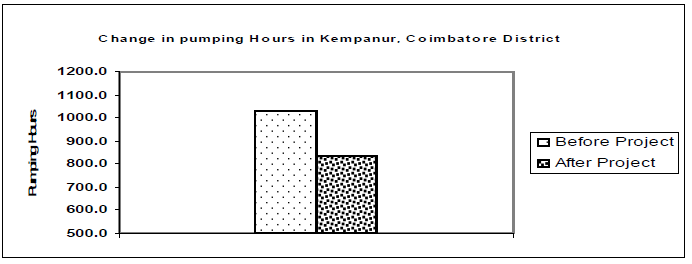 Change in pumping Hours in Kempanur, Coimbatore District
1200.0
1100.0
1000.0
900.0
800.0
700.0
600.0
500.0
Pumping Hours
Before Project
After Project